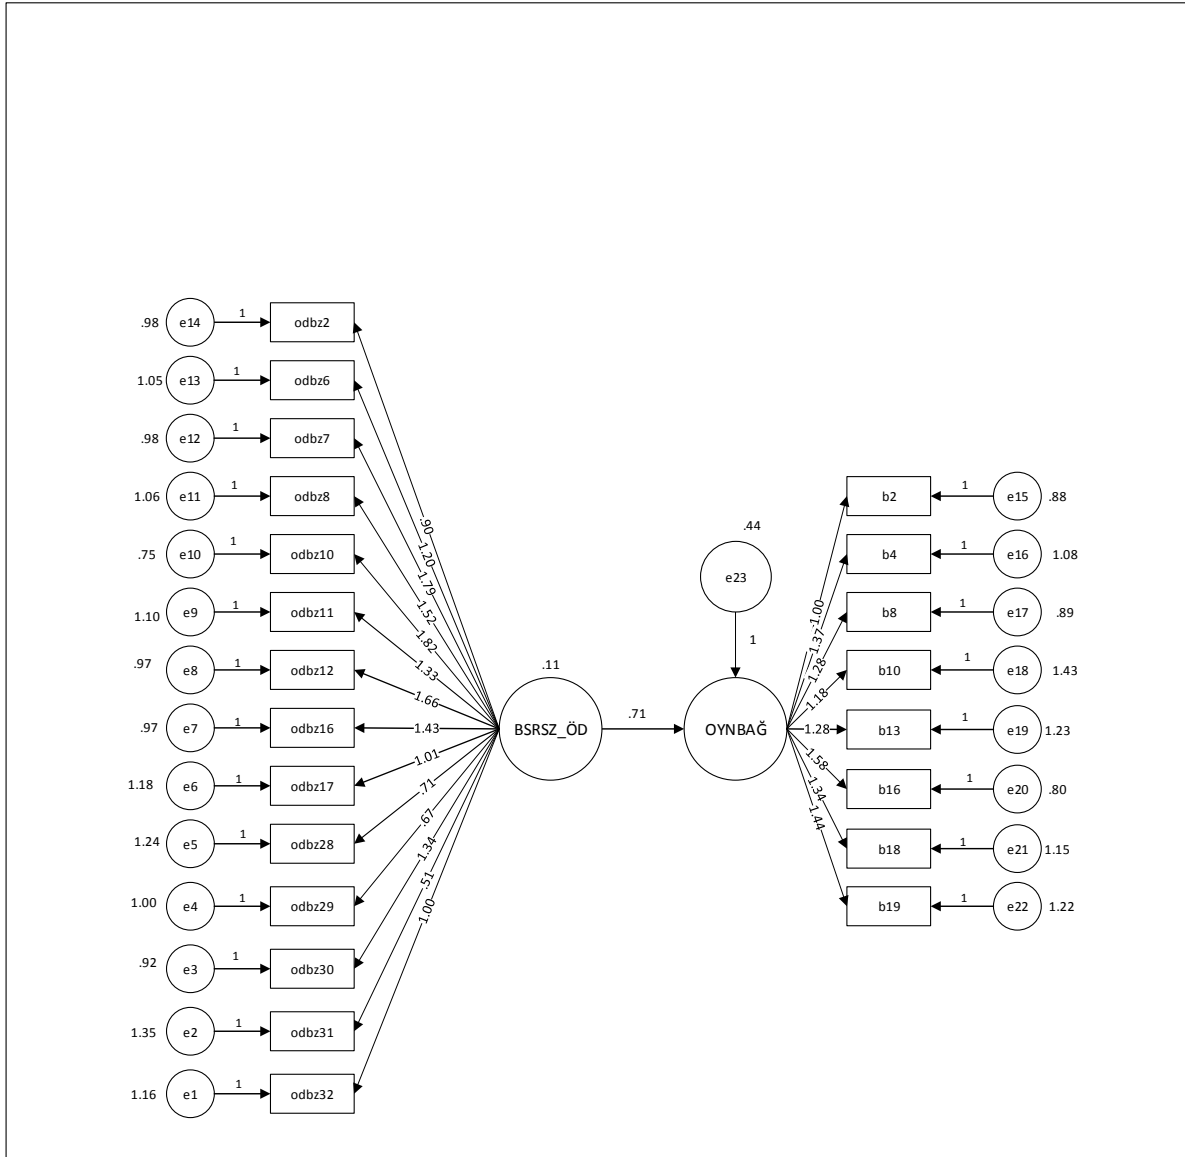 .98 e14 1 odbz2
1.05 e13 1 odbz6
.98 e12 1 odbz7
1.06 e11 1 odbz8
.75 e10 1 odbz10
1.10 e9 1 odbz11
.97 e8 1 odbz12
.97 e7 1 odbz16
1.18 e6 1 odbz17
1.24 e5 1 odbz28
1.00 e4 1 odbz29
.92 e3 1 odbz30
1.35 e2 1 odbz31
1.16 e1 1 odbz32
.90
1.20
1.79
1.52
1.82
1.33
1.66
1.43
1.01
.71
.67
1.34
.51
1.00
.11
BSRSZ_ÖD
.71
.44
e23
1
OYNBAĞ
1.00
1.37
1.28
1.18
1.28
1.58
1.34
1.44
b2 1 e15 .88
b4 1 e16 1.08
b8 1 e17 .89
b10 1 e18 1.43
b13 1 e19 1.23
b16 1 e20 .80
b18 1 e21 1.15
b19 1 e22 1.22